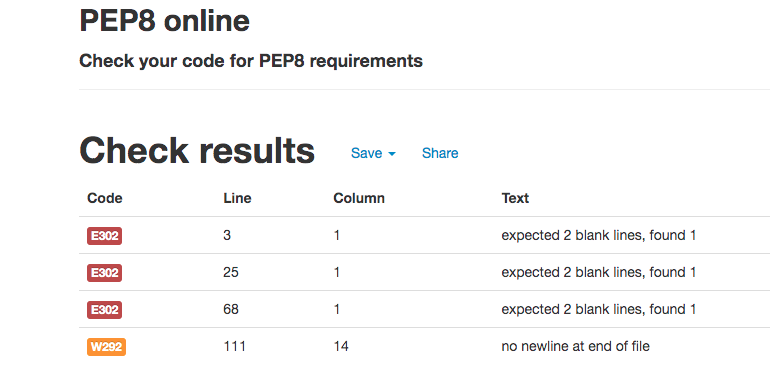 PEP8 online
Check your code for PEP8 requirements
Check results Save Share
Code Line Column Text
E302 3 1 expected 2 blank lines, found 1
E302 25 1 expected 2 blank lines, found 1
E302 68 1 expected 2 blank lines, found 1
W292 111 14 no newline at end of file